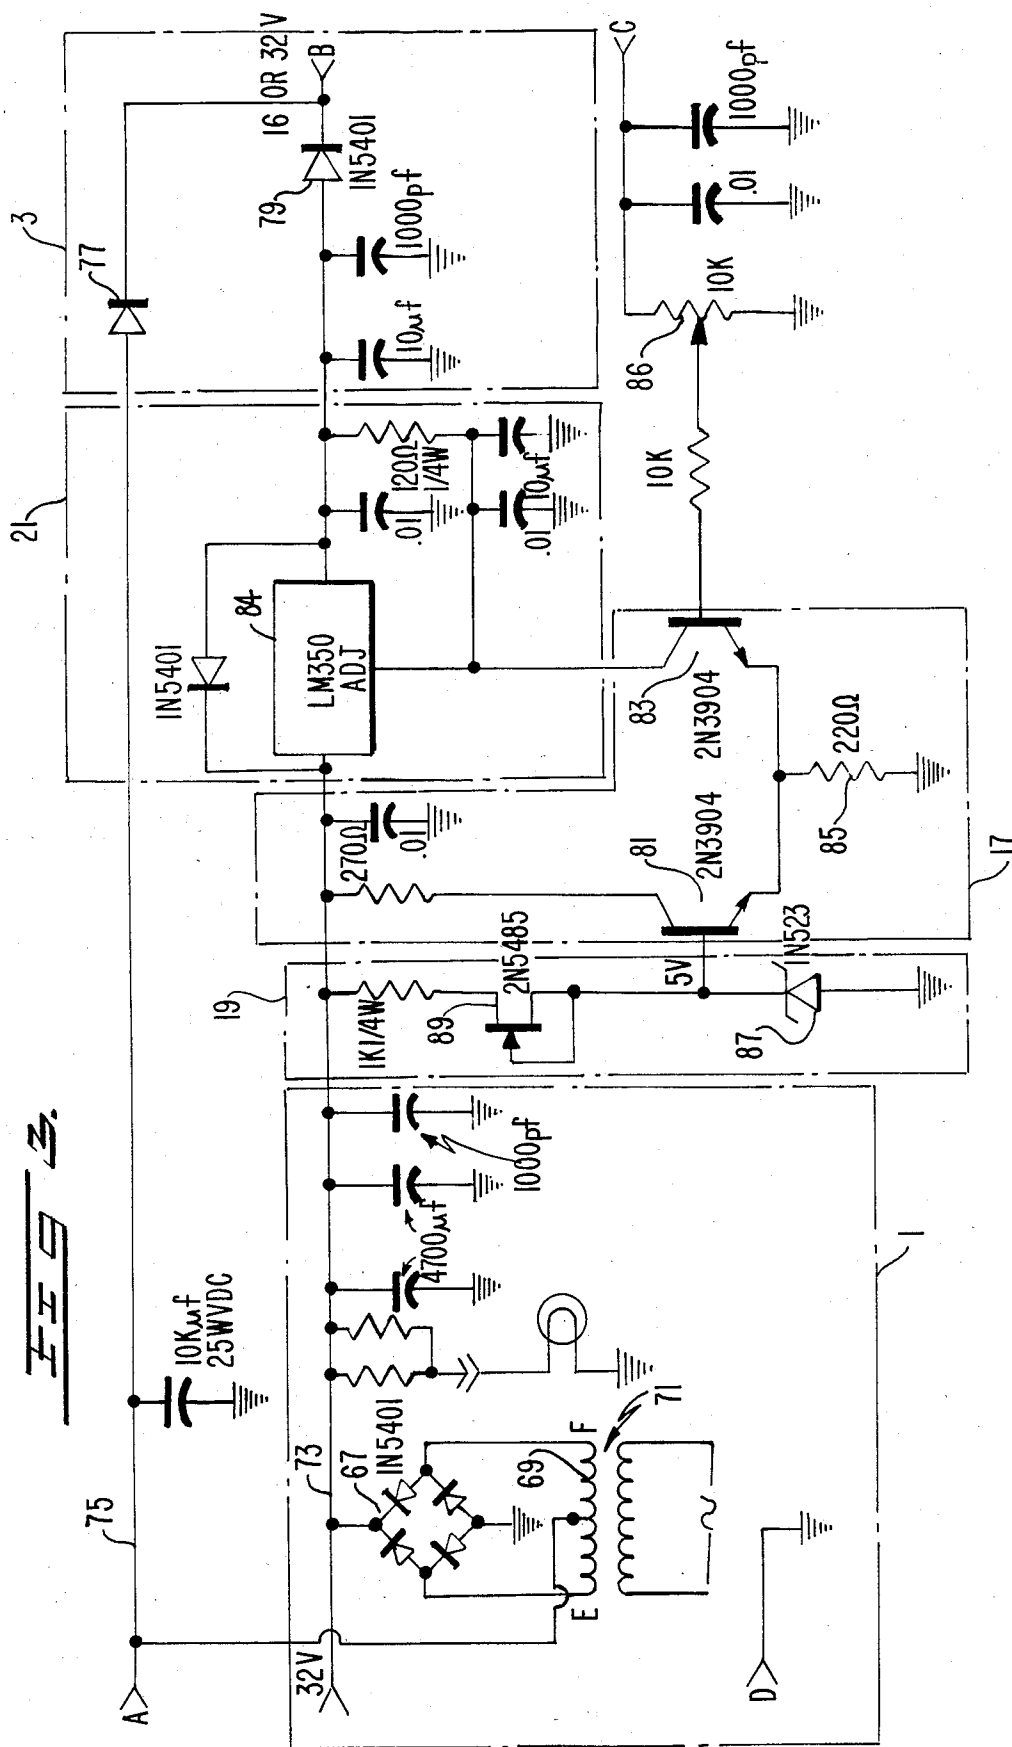 FIG 3.
A
75
10Kµf
25WVDC
77
3
21
16 OR 32V
B
79
IN5401
1000pf
10µf
IN5401
84
LM350
ADJ
.01
120Ω
1/4W
.01
10µf
32V
73
67
IN5401
4700µf
1000pf
E
69
F
71
D
1
19
1K1/4W
89
2N5485
5V
87
IN523
270Ω
.01
81
2N3904
83
2N3904
85
220Ω
17
10K
86
10K
.01
1000pf
C